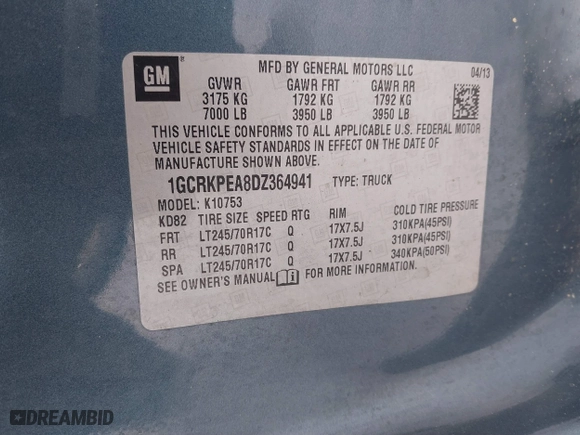 GM
MFD BY GENERAL MOTORS LLC
04/13
GVWR GAWR FRT GAWR RR
3175 KG 1792 KG 1792 KG
7000 LB 3950 LB 3950 LB
THIS VEHICLE CONFORMS TO ALL APPLICABLE U.S. FEDERAL MOTOR
VEHICLE SAFETY STANDARDS IN EFFECT ON THE DATE OF
MANUFACTURE SHOWN ABOVE.
1GCRKPEA8DZ364941 TYPE: TRUCK
MODEL: K10753
KD82 TIRE SIZE SPEED RTG RIM COLD TIRE PRESSURE
FRT LT245/70R17C Q 17X7.5J 310KPA(45PSI)
RR LT245/70R17C Q 17X7.5J 310KPA(45PSI)
SPA LT245/70R17C Q 17X7.5J 340KPA(50PSI)
SEE OWNER'S MANUAL FOR MORE INFORMATION.
DREAMBID